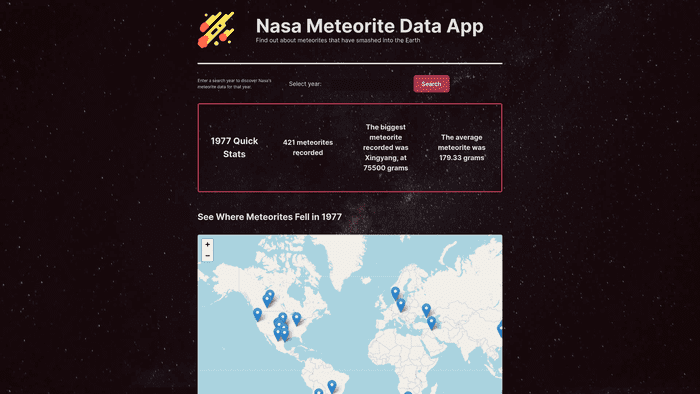 Nasa Meteorite Data App
Find out about meteorites that have smashed into the Earth
Enter a search year to discover Nasa's
meteorite data for that year.
Select year:
Search
1977 Quick
Stats
421 meteorites
recorded
The biggest
meteorite
recorded was
Xingyang, at
75500 grams
The average
meteorite was
179.33 grams`
See Where Meteorites Fell in 1977
+
−